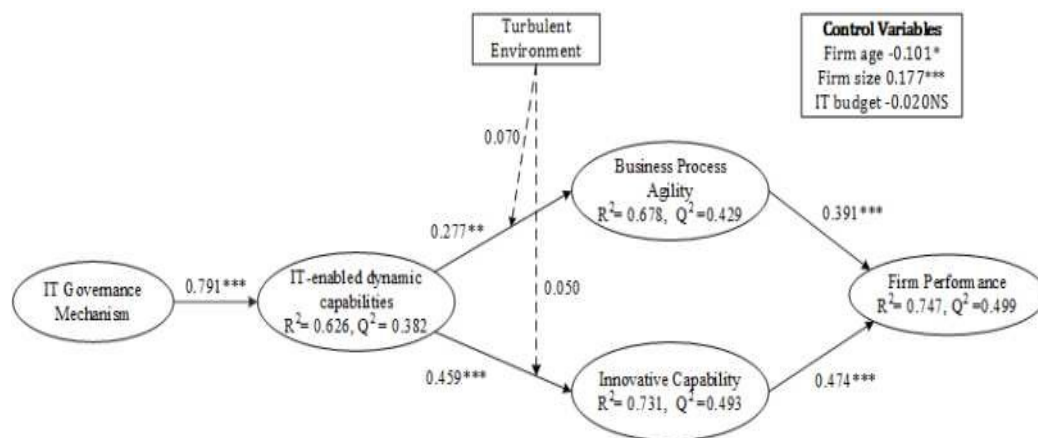 Turbulent
Environment
Control Variables
Firm age -0.101*
Firm size 0.177***
IT budget -0.020NS
0.070
Business Process
Agility
R²= 0.678, Q²=0.429
0.277**
0.391***
IT Governance
Mechanism
0.791***
IT-enabled dynamic
capabilities
R²= 0.626, Q²= 0.382
0.050
Firm Performance
R²= 0.747, Q²=0.499
0.459***
Innovative Capability
R²= 0.731, Q²=0.493
0.474***